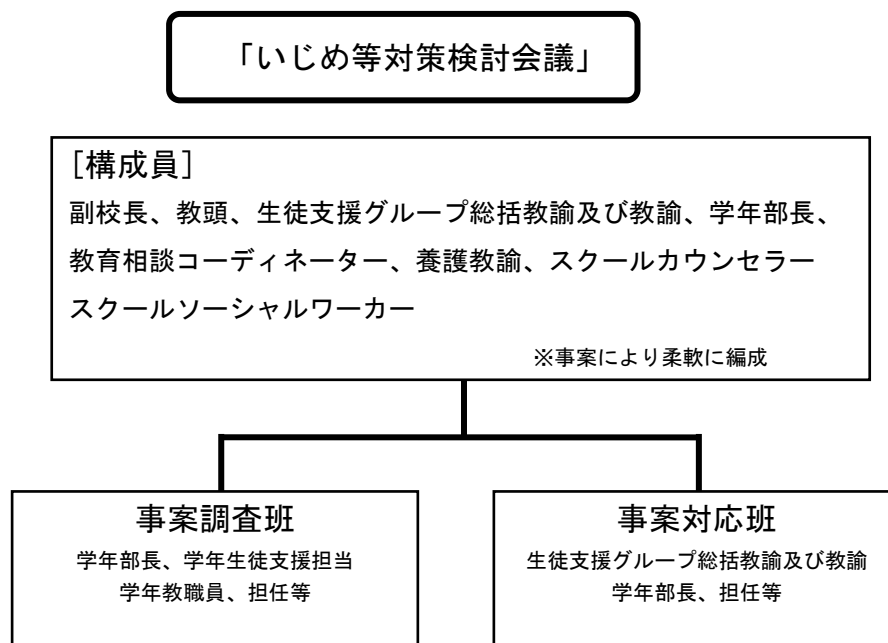 「いじめ等対策検討会議」
［構成員］
副校長、教頭、生徒支援グループ総括教諭及び教諭、学年部長、
教育相談コーディネーター、養護教諭、スクールカウンセラー
スクールソーシャルワーカー
※事案により柔軟に編成
事案調査班
学年部長、学年生徒支援担当
学年教職員、担任等
事案対応班
生徒支援グループ総括教諭及び教諭
学年部長、担任等